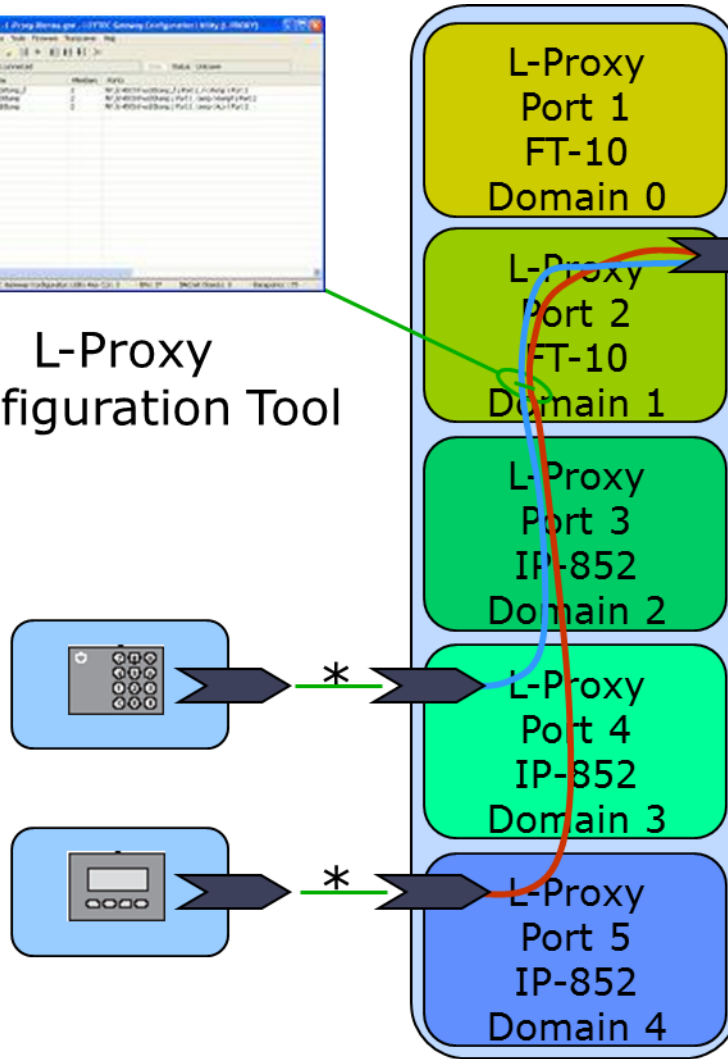 L-Proxy
Port 1
FT-10
Domain 0
L-Proxy
Port 2
FT-10
Domain 1
L-Proxy
figuration Tool
L-Proxy
Port 3
IP-852
Domain 2
*
L-Proxy
Port 4
IP-852
Domain 3
*
L-Proxy
Port 5
IP-852
Domain 4